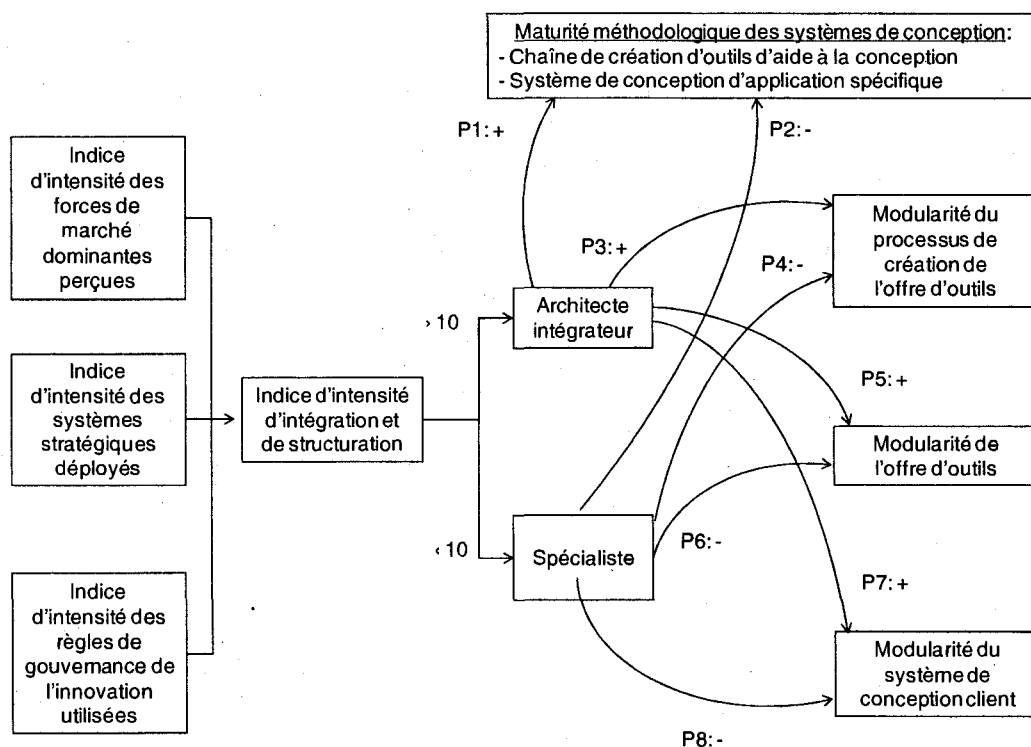 Maturité méthodologique des systèmes de conception:
- Chaîne de création d'outils d'aide à la conception
- Système de conception d'application spécifique
P1: +
P2: -
Indice
d'intensité des
forces de
marché
dominantes
perçues
P3: +
P4: -
Modularité du
processus de
création de
l'offre d'outils
› 10
Architecte
intégrateur
Indice
d'intensité des
systèmes
stratégiques
déployés
Indice d'intensité
d'intégration et
de structuration
P5: +
Modularité de
l'offre d'outils
‹ 10
Spécialiste
P6: -
P7: +
Indice
d'intensité des
règles de
gouvernance de
l'innovation
utilisées
Modularité du
système de
conception client
P8: -